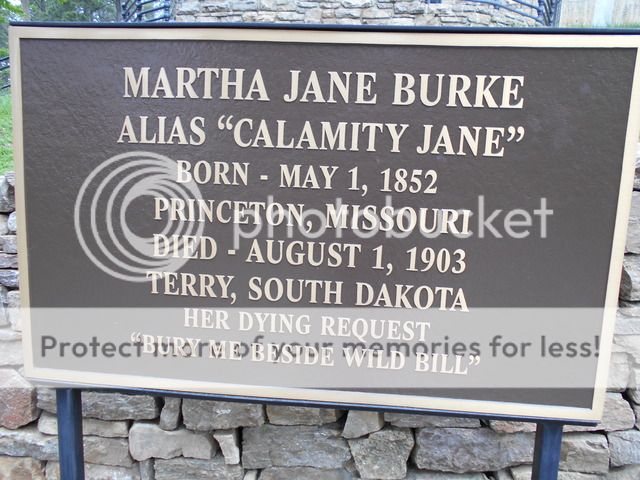 MARTHA JANE BURKE
ALIAS “CALAMITY JANE”
BORN - MAY 1, 1852
PRINCETON, MISSOURI
photobucket
DIED - AUGUST 1, 1903
TERRY, SOUTH DAKOTA
HER DYING REQUEST
Protect more of your memories for less!
“BURY ME BESIDE WILD BILL”